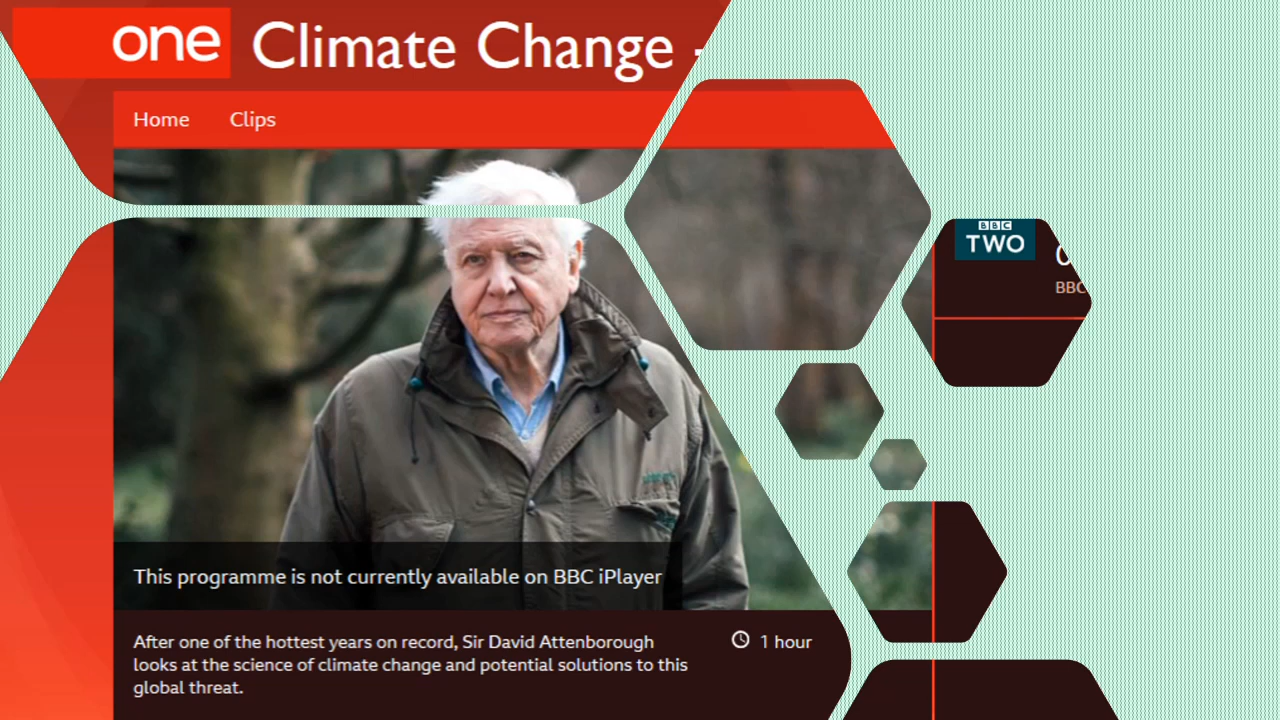 one
Climate Change -
Home Clips
BBC
TWO
BBC
This programme is not currently available on BBC iPlayer
After one of the hottest years on record, Sir David Attenborough
looks at the science of climate change and potential solutions to this
global threat.
1 hour